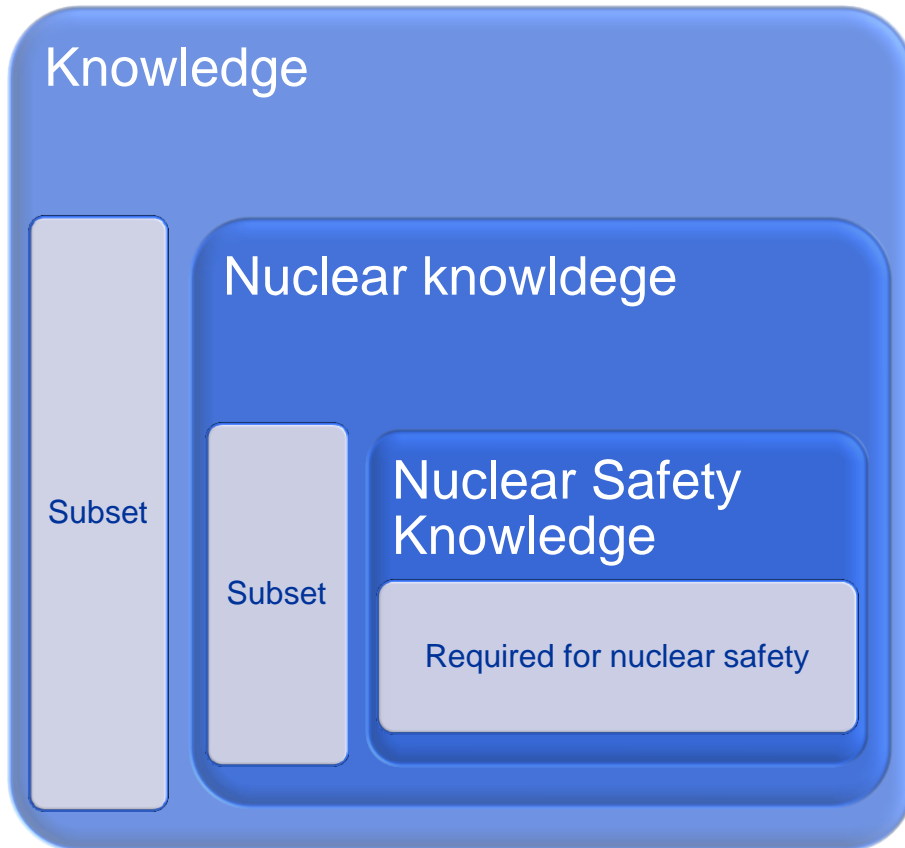 Knowledge
Nuclear knowldege
Subset
Nuclear Safety
Knowledge
Subset
Required for nuclear safety